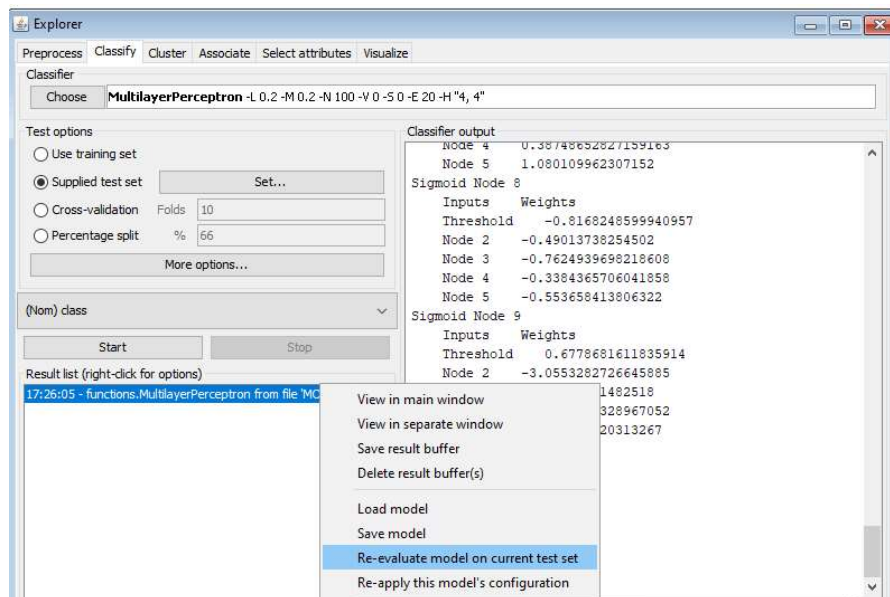 Explorer
Preprocess Classify Cluster Associate Select attributes Visualize
Classifier
Choose MultilayerPerceptron -L 0.2 -M 0.2 -N 100 -V 0 -S 0 -E 20 -H "4, 4"
Test options
Use training set
Supplied test set Set...
Cross-validation Folds 10
Percentage split % 66
More options...
(Nom) class
Start Stop
Result list (right-click for options)
17:26:05 - functions.MultilayerPerceptron from file 'MO
Classifier output
Node 4 0.38748652827159163
Node 5 1.080109962307152
Sigmoid Node 8
Inputs Weights
Threshold -0.8168248599940957
Node 2 -0.49013738254502
Node 3 -0.7624939698218608
Node 4 -0.3384365706041858
Node 5 -0.553658413806322
Sigmoid Node 9
Inputs Weights
Threshold 0.6778681611835914
Node 2 -3.0553282726645885
1482518
328967052
20313267
View in main window
View in separate window
Save result buffer
Delete result buffer(s)
Load model
Save model
Re-evaluate model on current test set
Re-apply this model's configuration